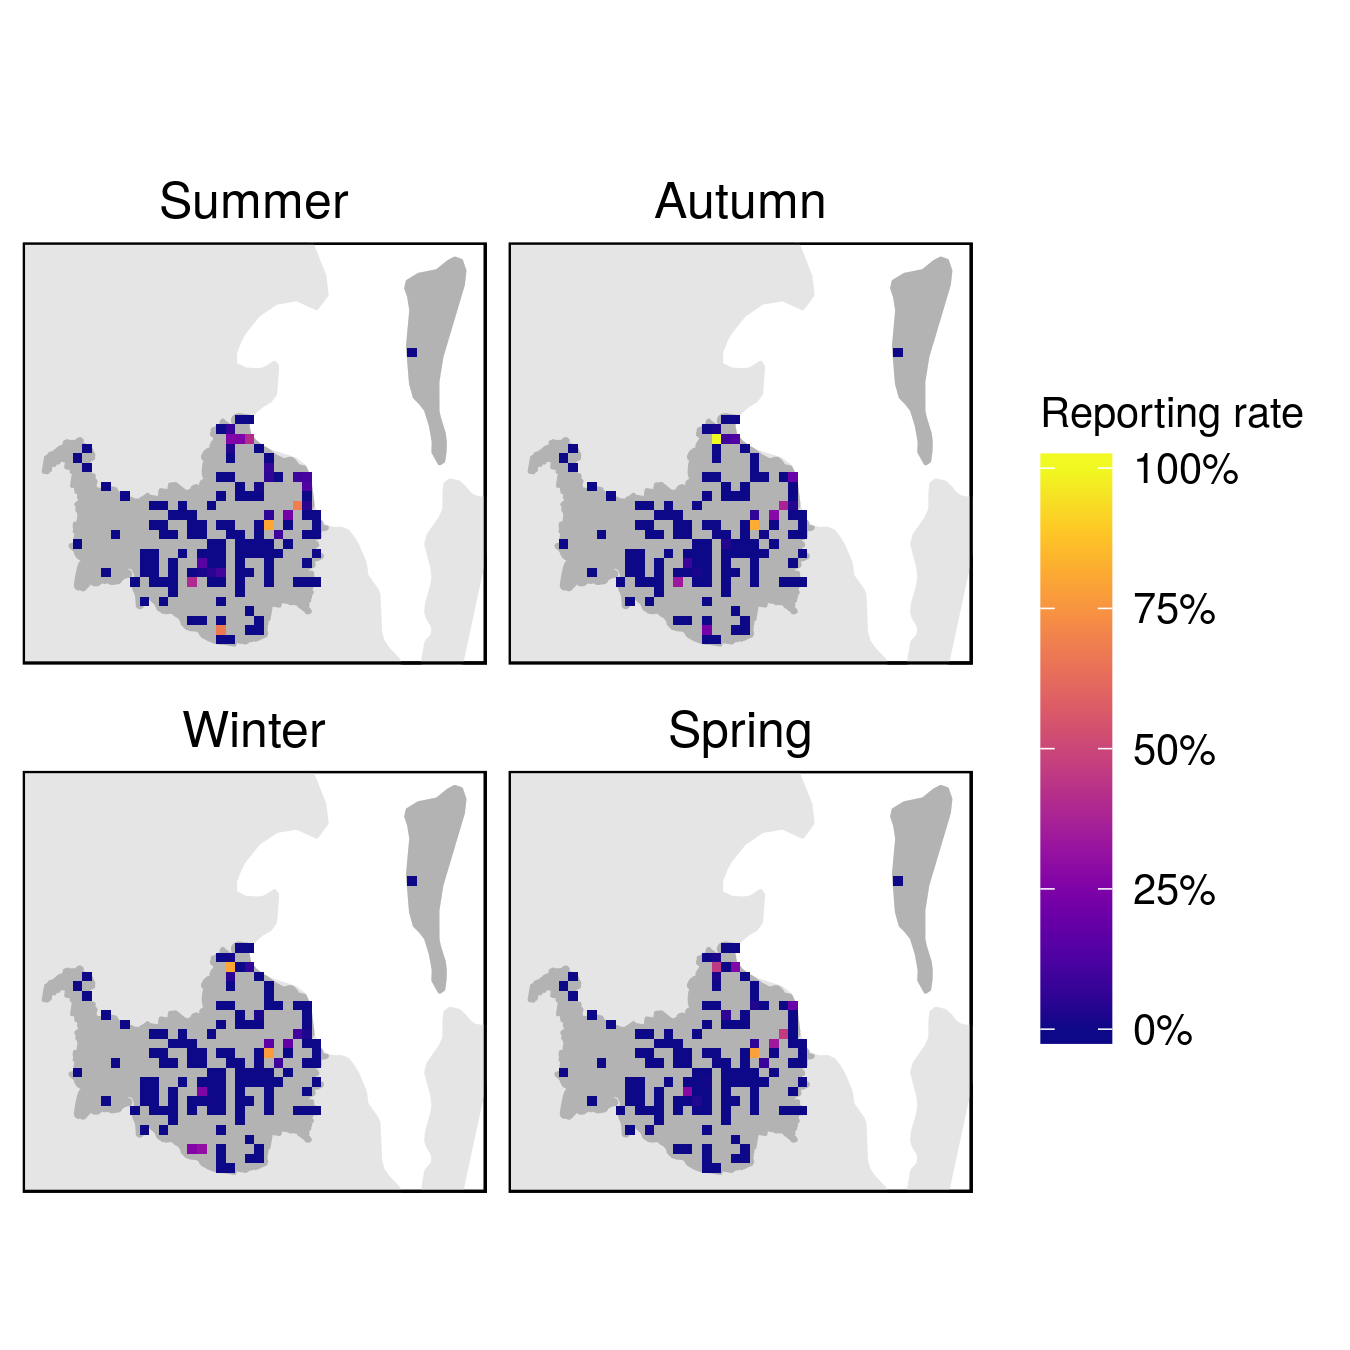 Summer
Autumn
Winter
Spring
Reporting rate
100%
75%
50%
25%
0%